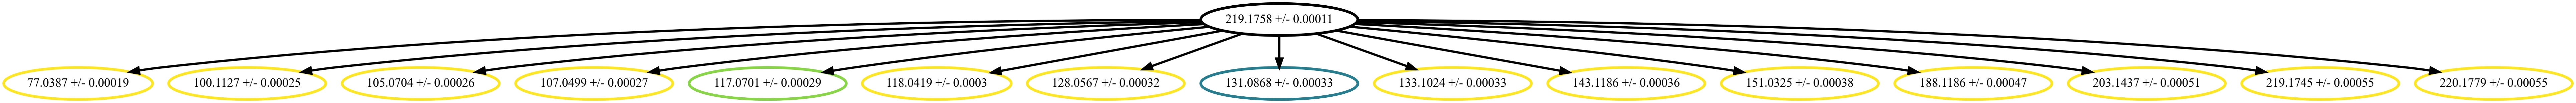 219.1758 +/- 0.00011
77.0387 +/- 0.00019
100.1127 +/- 0.00025
105.0704 +/- 0.00026
107.0499 +/- 0.00027
117.0701 +/- 0.00029
118.0419 +/- 0.0003
128.0567 +/- 0.00032
131.0868 +/- 0.00033
133.1024 +/- 0.00033
143.1186 +/- 0.00036
151.0325 +/- 0.00038
188.1186 +/- 0.00047
203.1437 +/- 0.00051
219.1745 +/- 0.00055
220.1779 +/- 0.00055